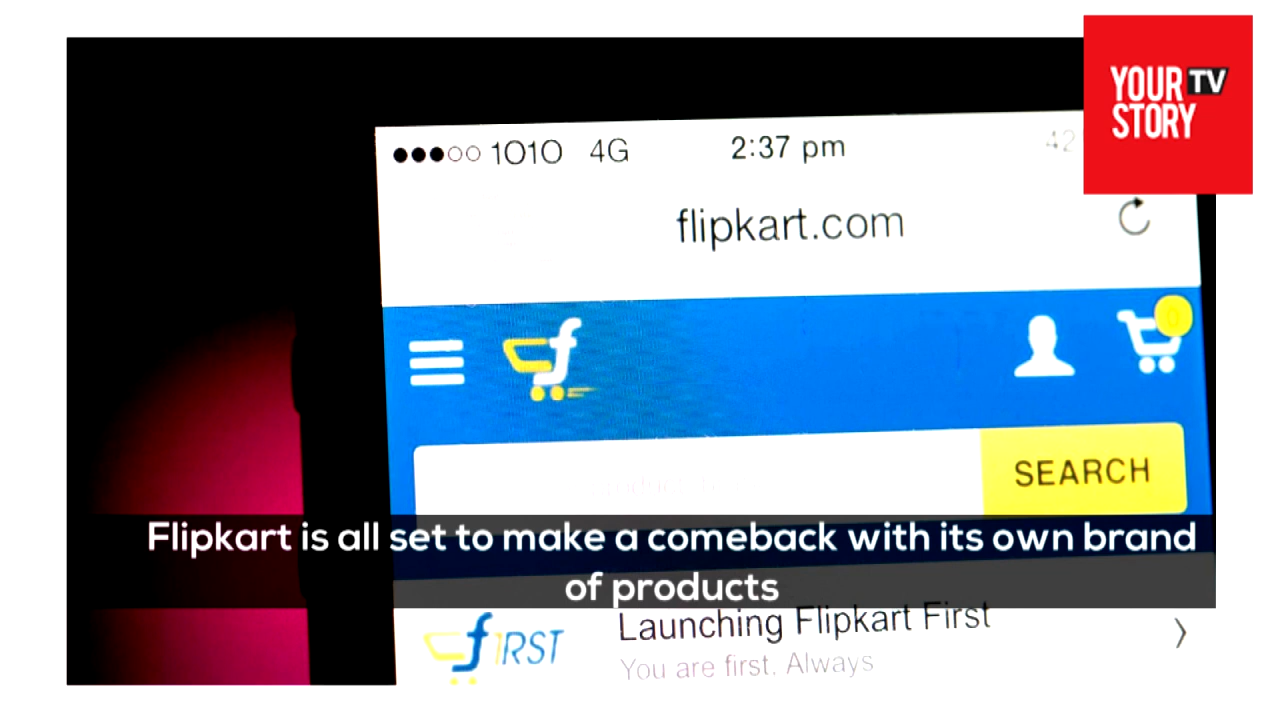 YOUR TV
STORY
1010 4G 2:37 pm 42
flipkart.com
SEARCH
Flipkart is all set to make a comeback with its own brand
of products
fIRST
Launching Flipkart First
You are first. Always